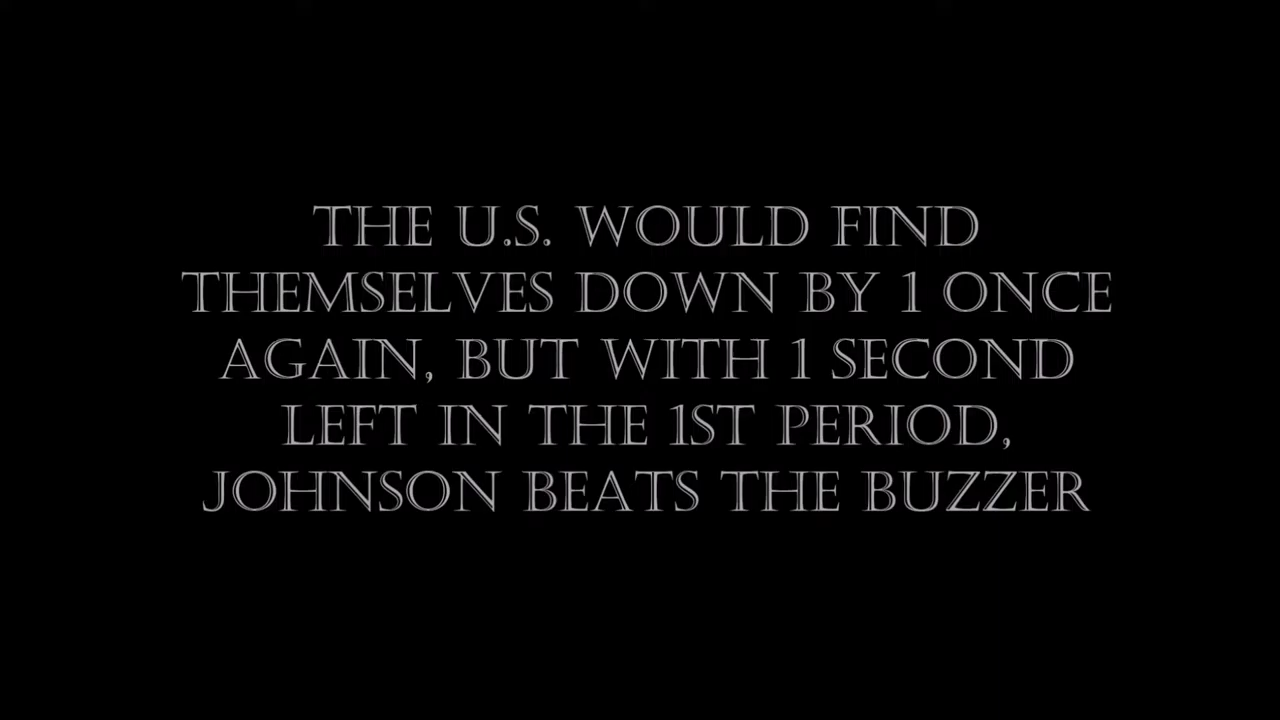 THE U.S. WOULD FIND
THEMSELVES DOWN BY 1 ONCE
AGAIN, BUT WITH 1 SECOND
LEFT IN THE 1ST PERIOD,
JOHNSON BEATS THE BUZZER